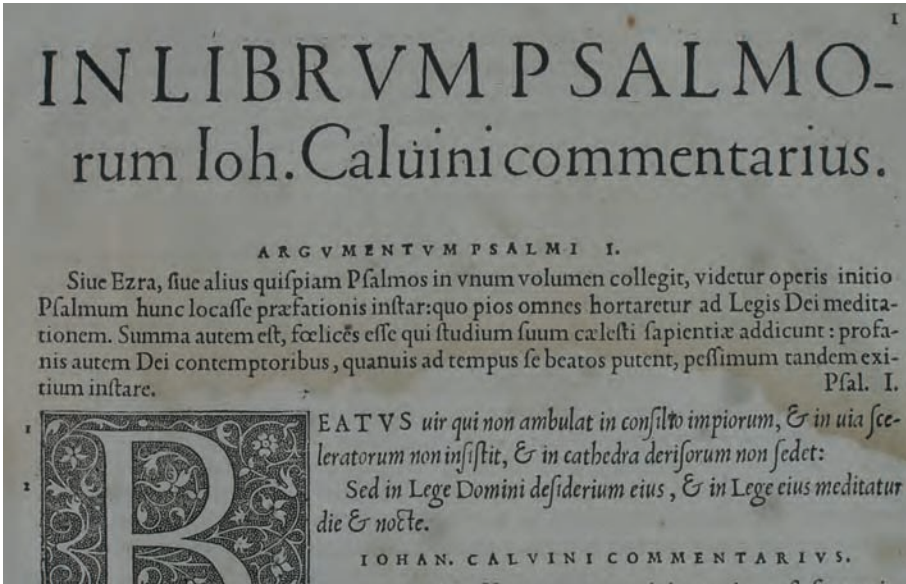 1
IN LIBRVM PSALMO-
rum Ioh. Caluini commentarius.
ARGVMENTVM PSALMI I.
Siue Ezra, ſiue alius quiſpiam Pſalmos in vnum volumen collegit, videtur operis initio
Pſalmum hunc locaſſe præfationis inſtar: quo pios omnes hortaretur ad Legis Dei medita-
tionem. Summa autem eſt, fœlices eſſe qui ſtudium ſuum cæleſti ſapientiæ addicunt: profa-
nis autem Dei contemptoribus, quanuis ad tempus ſe beatos putent, peſſimum tandem exi-
tium inſtare. Pſal. I.
1 BEATVS uir qui non ambulat in conſilio impiorum, & in uia ſce-
leratorum non inſiſtit, & in cathedra deriſorum non ſedet:
2 Sed in Lege Domini deſiderium eius, & in Lege eius meditatur
die & nocte.
IOHAN. CALVINI COMMENTARIVS.